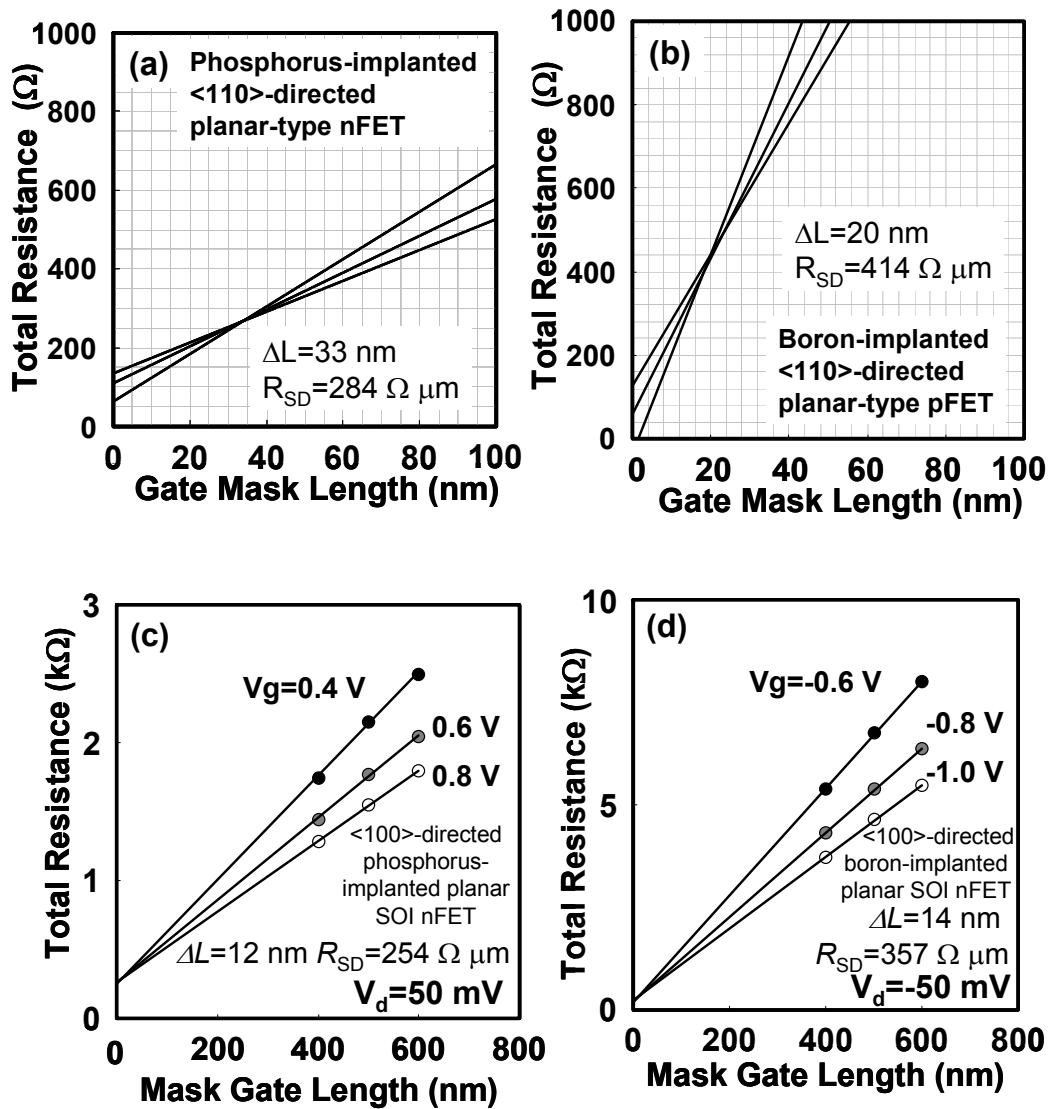 (a) Phosphorus-implanted
<110>-directed
planar-type nFET
Total Resistance (Ω)
1000
800
600
400
200
0
ΔL=33 nm
R_SD=284 Ω μm
0 20 40 60 80 100
Gate Mask Length (nm)
(b)
Total Resistance (Ω)
1000
800
600
400
200
0
ΔL=20 nm
R_SD=414 Ω μm
Boron-implanted
<110>-directed
planar-type pFET
0 20 40 60 80 100
Gate Mask Length (nm)
(c)
Total Resistance (kΩ)
3
2
1
0
Vg=0.4 V
0.6 V
0.8 V
<100>-directed
phosphorus-
implanted planar
SOI nFET
ΔL=12 nm R_SD=254 Ω μm
V_d=50 mV
0 200 400 600 800
Mask Gate Length (nm)
(d)
Total Resistance (kΩ)
10
5
0
Vg=-0.6 V
-0.8 V
-1.0 V
<100>-directed
boron-implanted
planar SOI nFET
ΔL=14 nm
R_SD=357 Ω μm
V_d=-50 mV
0 200 400 600 800
Mask Gate Length (nm)